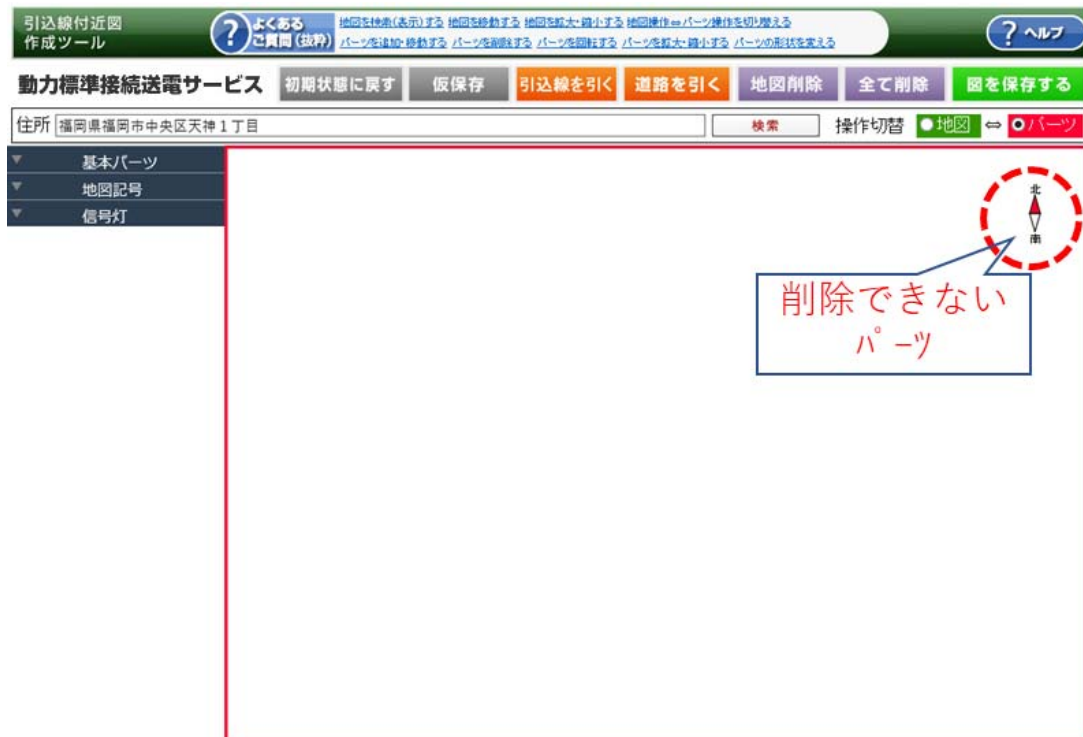 引込線付近図
作成ツール
? よくある
ご質問(抜粋)
地図を検索(表示)する 地図を移動する 地図を拡大・縮小する 地図操作⇔パーツ操作を切り替える
パーツを追加・移動する パーツを削除する パーツを回転する パーツを拡大・縮小する パーツの形状を変える
? ヘルプ
動力標準接続送電サービス 初期状態に戻す 仮保存 引込線を引く 道路を引く 地図削除 全て削除 図を保存する
住所 福岡県福岡市中央区天神1丁目 検索 操作切替 地図 ⇔ パーツ
基本パーツ
地図記号
信号灯
北
南
削除できない
パーツ